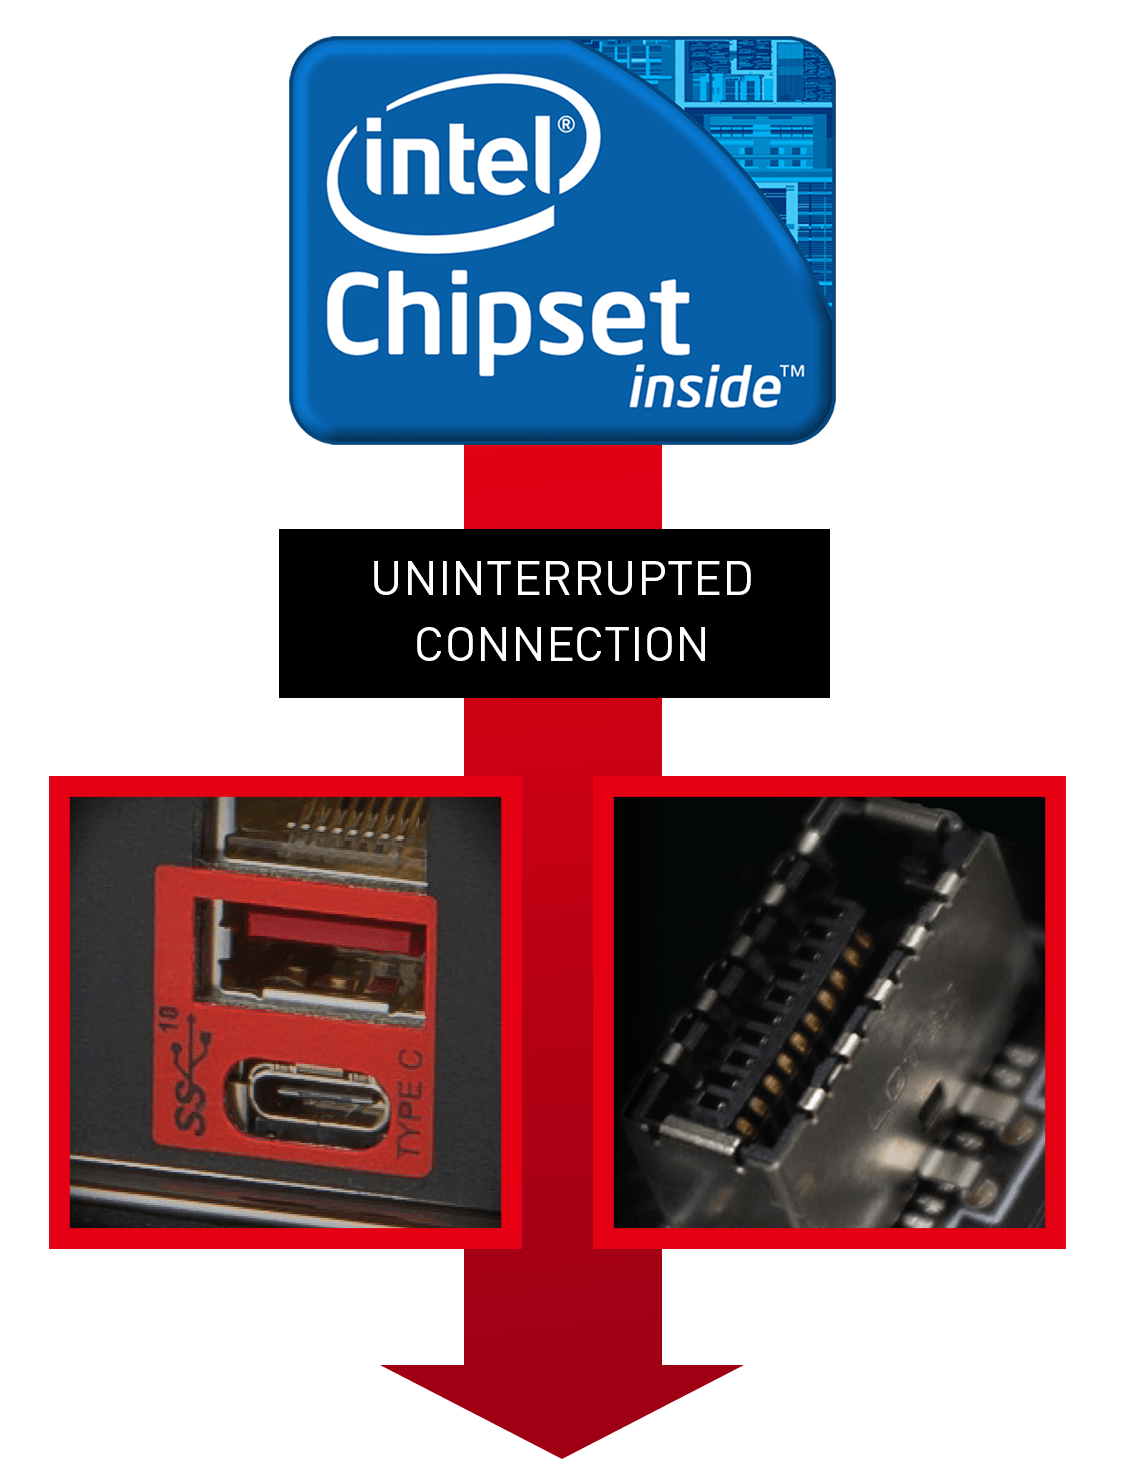 intel®
Chipset
inside™
UNINTERRUPTED
CONNECTION
SS 10
TYPE C